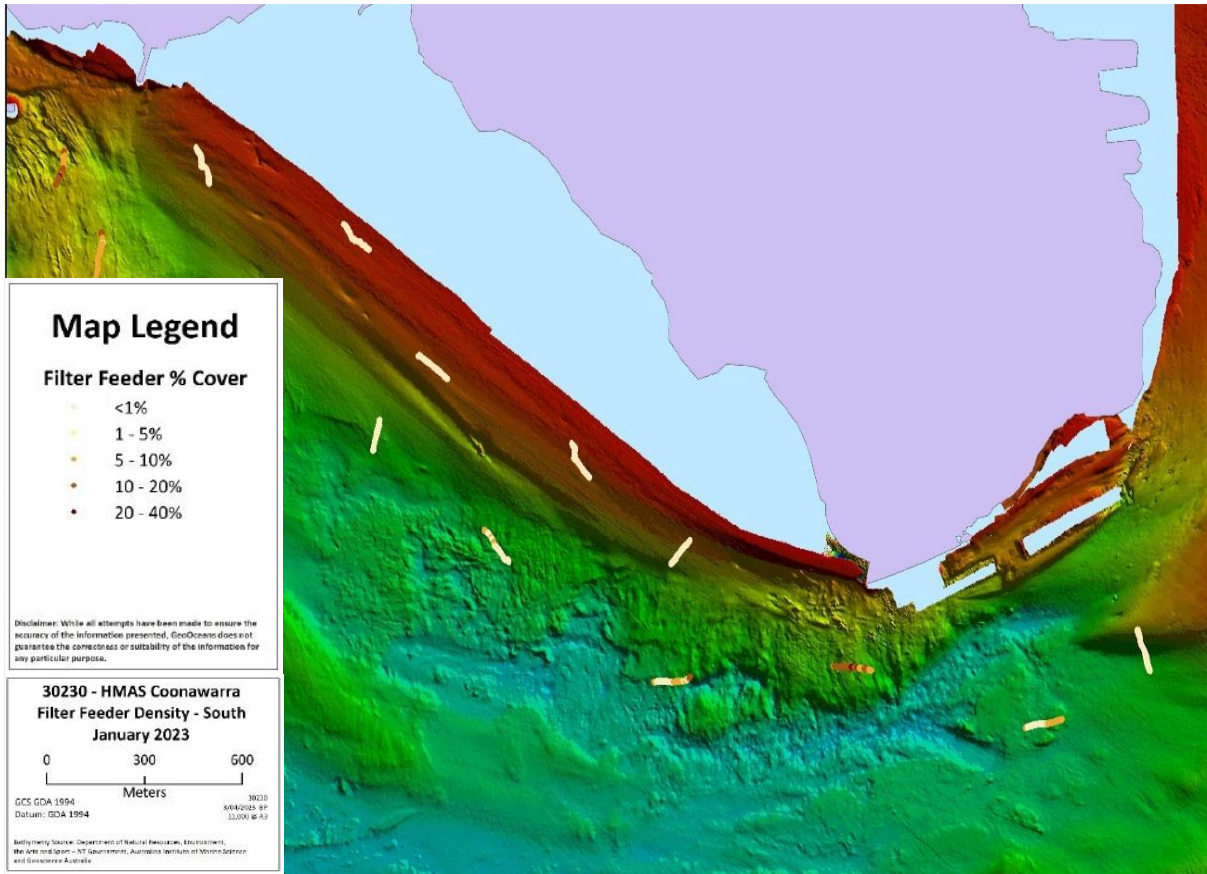 Map Legend
Filter Feeder % Cover
<1%
1 - 5%
5 - 10%
10 - 20%
20 - 40%
Disclaimer: While all attempts have been made to ensure the
accuracy of the information presented, GeoOceans does not
guarantee the correctness or suitability of the information for
any particular purpose.
30230 - HMAS Coonawarra
Filter Feeder Density - South
January 2023
0 300 600
Meters
GCS GDA 1994
Datum: GDA 1994
30230
3/04/2023 BP
11,000 @ A3
Bathymetry Source: Department of Natural Resources, Environment,
the Arts and Sport - NT Government, Australian Institute of Marine Science
and Geoscience Australia